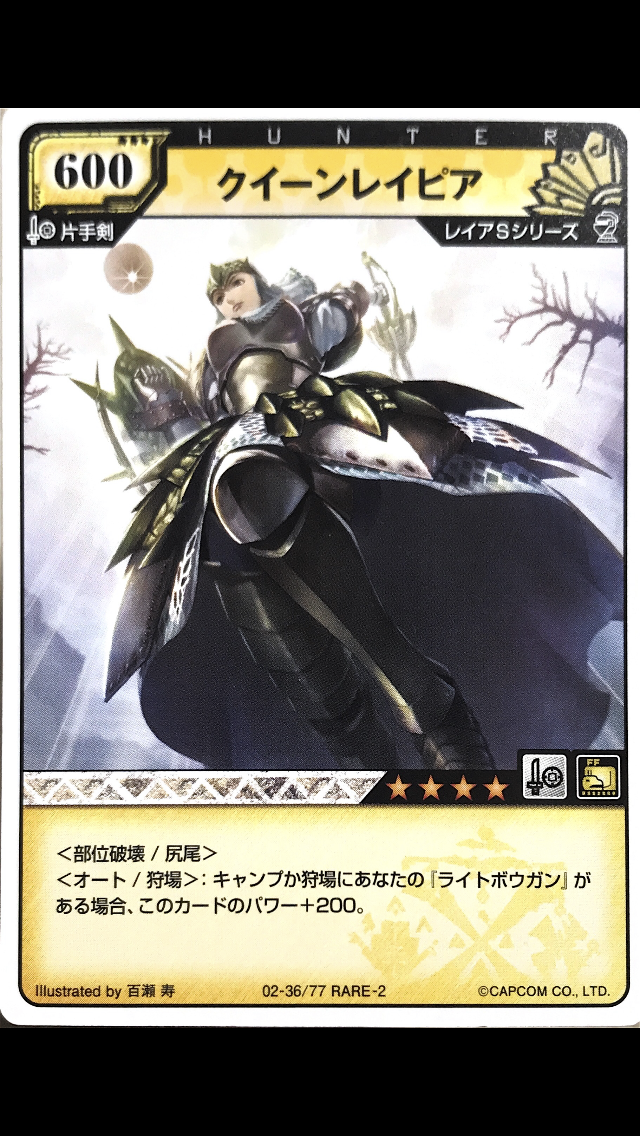 HUNTER
600
クイーンレイピア
片手剣
レイアSシリーズ
FF
<部位破壊 / 尻尾>
<オート / 狩場>:キャンプか狩場にあなたの『ライトボウガン』が
ある場合、このカードのパワー+200。
Illustrated by 百瀬 寿 02-36/77 RARE-2 ©CAPCOM CO., LTD.